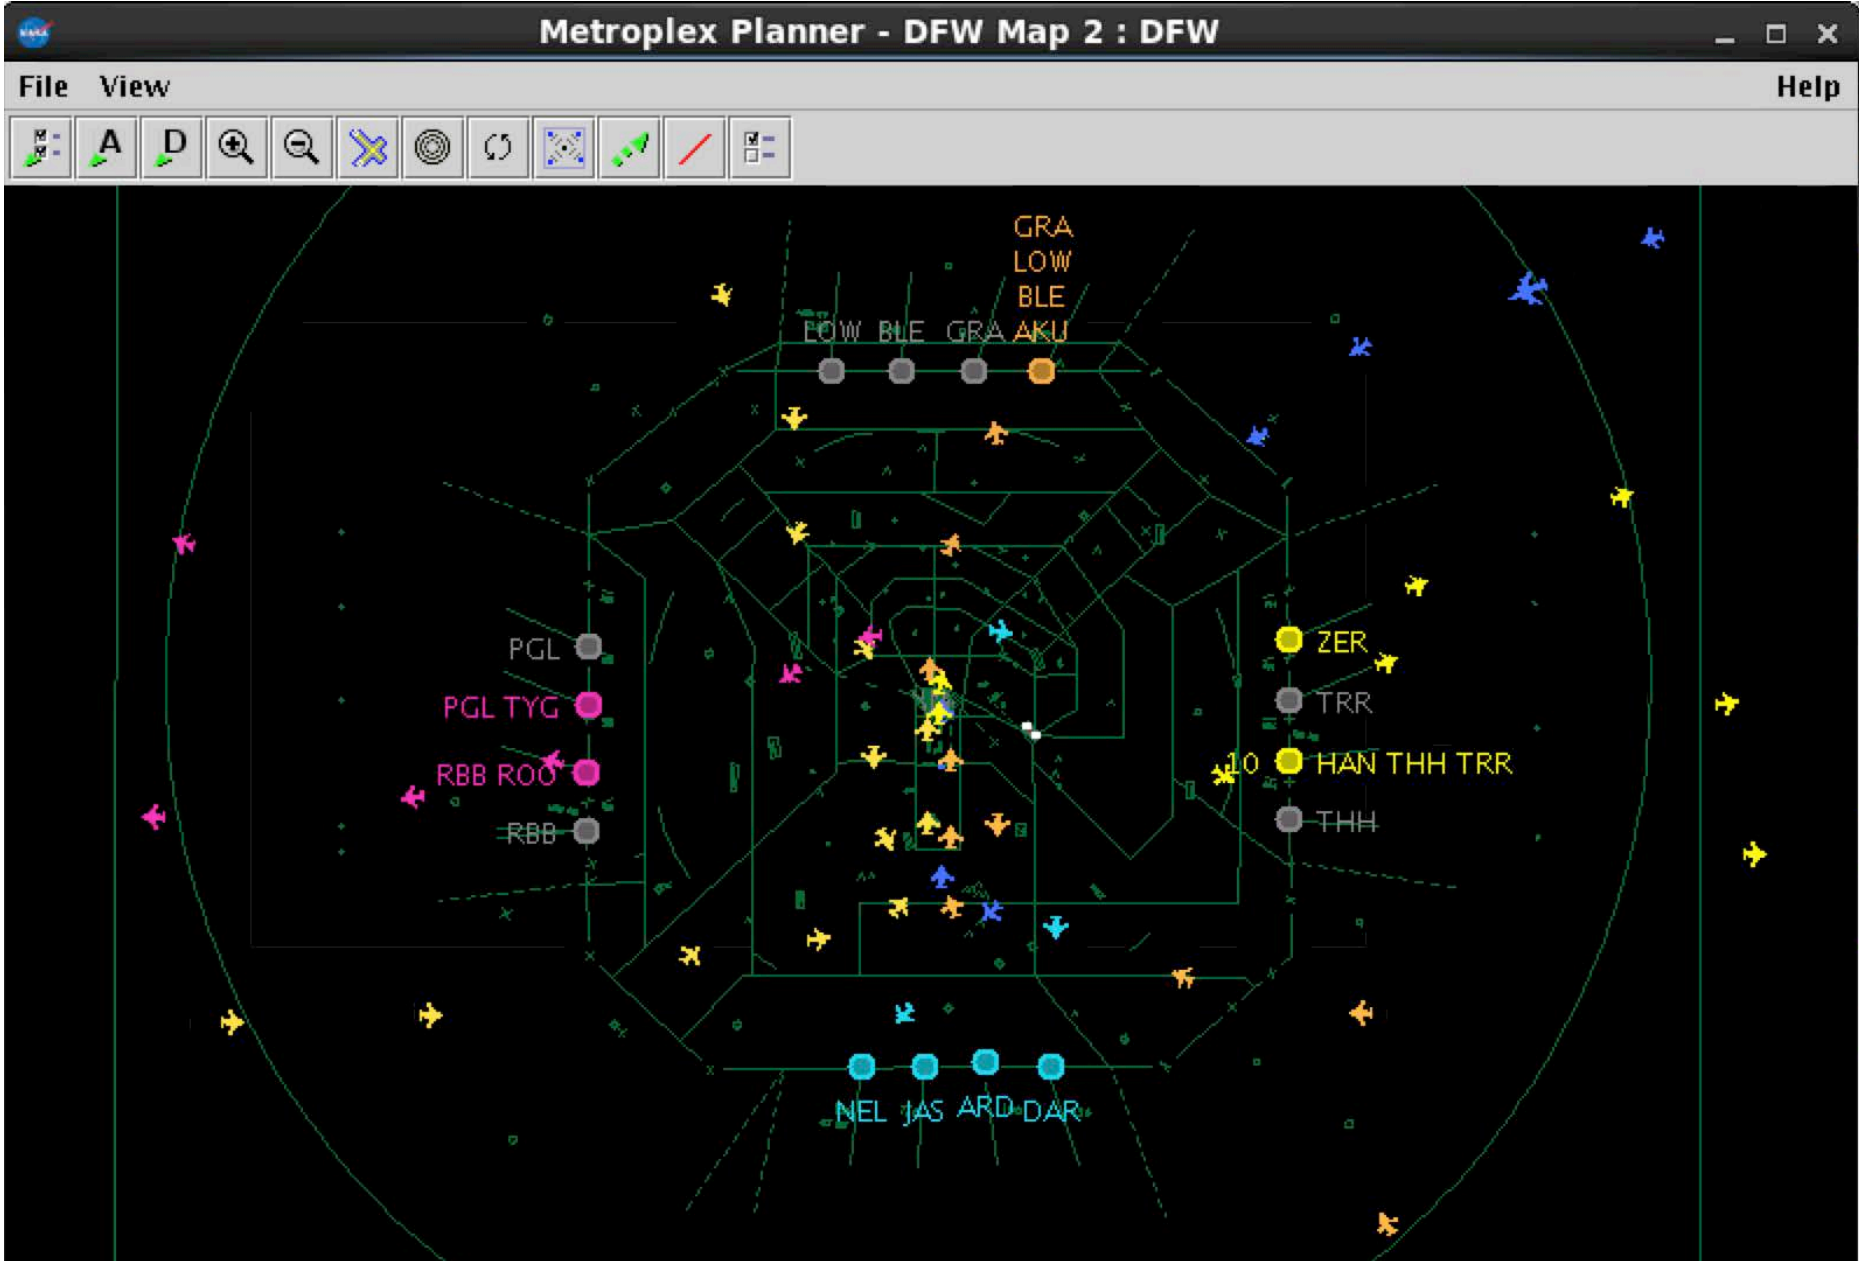 Metroplex Planner - DFW Map 2 : DFW
File View Help
A D
GRA
LOW
BLE
LOW BLE GRA AKU
PGL
ZER
PGL TYG
TRR
RBB ROO
10 HAN THH TRR
RBB
THH
NEL JAS ARD DAR